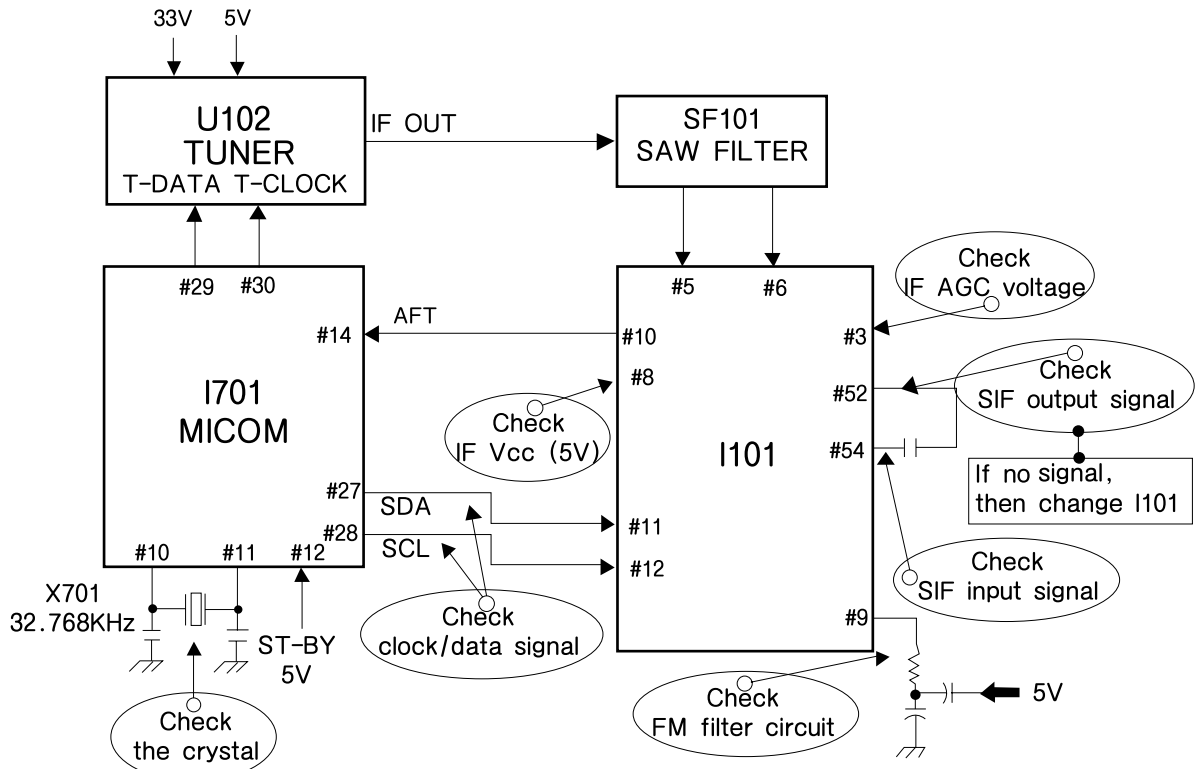 33V
5V
U102
TUNER
T-DATA T-CLOCK
IF OUT
SF101
SAW FILTER
#29
#30
#5
#6
Check
IF AGC voltage
#14
AFT
#10
#3
#8
I701
MICOM
Check
IF Vcc (5V)
I101
#52
Check
SIF output signal
#54
If no signal,
then change I101
#27
SDA
#28
SCL
#11
#12
#10
#11
#12
X701
32.768KHz
ST-BY
5V
Check
clock/data signal
Check
SIF input signal
#9
Check
the crystal
Check
FM filter circuit
5V